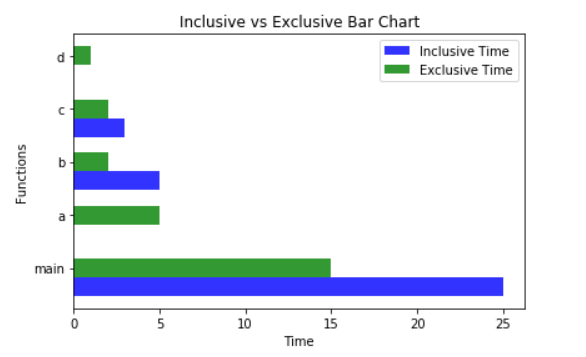 Inclusive vs Exclusive Bar Chart
Inclusive Time
Exclusive Time
Functions
d
c
b
a
main
0 5 10 15 20 25
Time